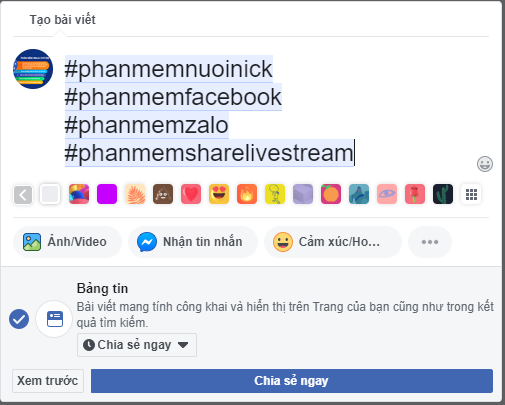 Tạo bài viết
#phanmemnuoinick
#phanmemfacebook
#phanmemzalo
#phanmemsharelivestream
Ảnh/Video
Nhận tin nhắn
Cảm xúc/Ho...
Bảng tin
Bài viết mang tính công khai và hiển thị trên Trang của bạn cũng như trong kết
quả tìm kiếm.
Chia sẻ ngay
Xem trước
Chia sẻ ngay